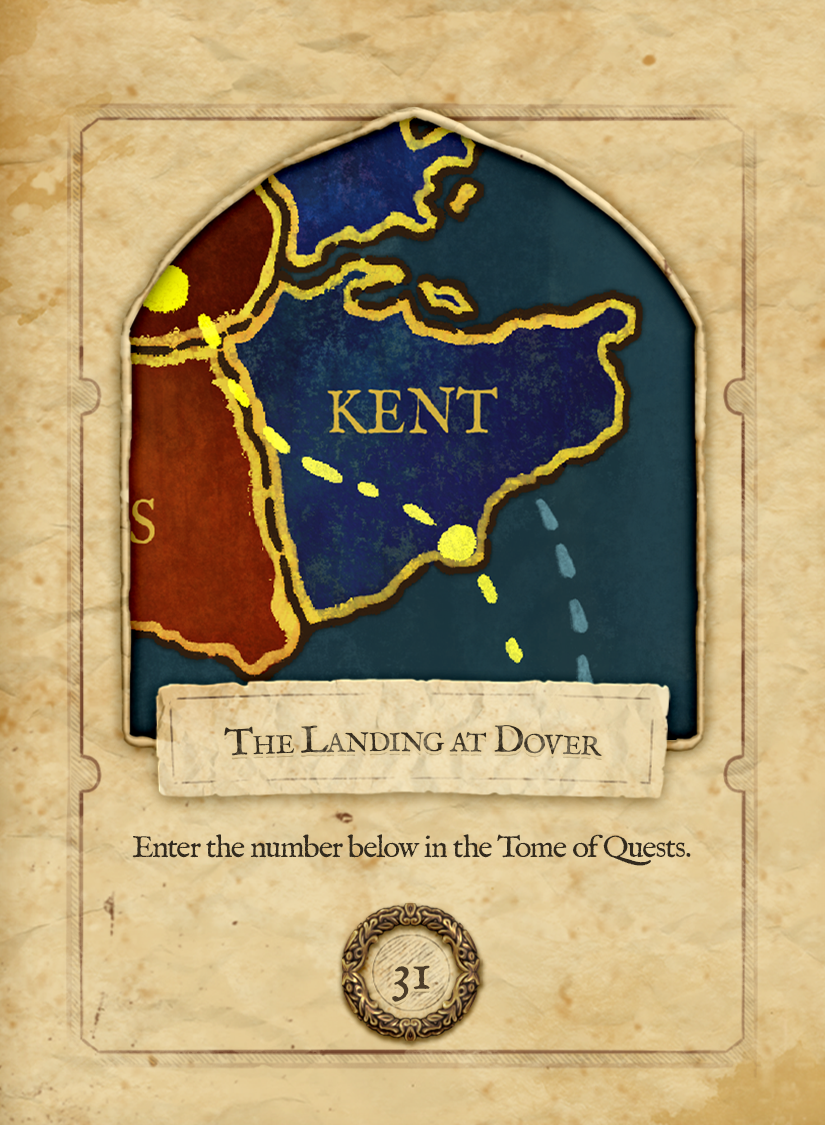 KENT
S
The Landing at Dover
Enter the number below in the Tome of Quests.
31